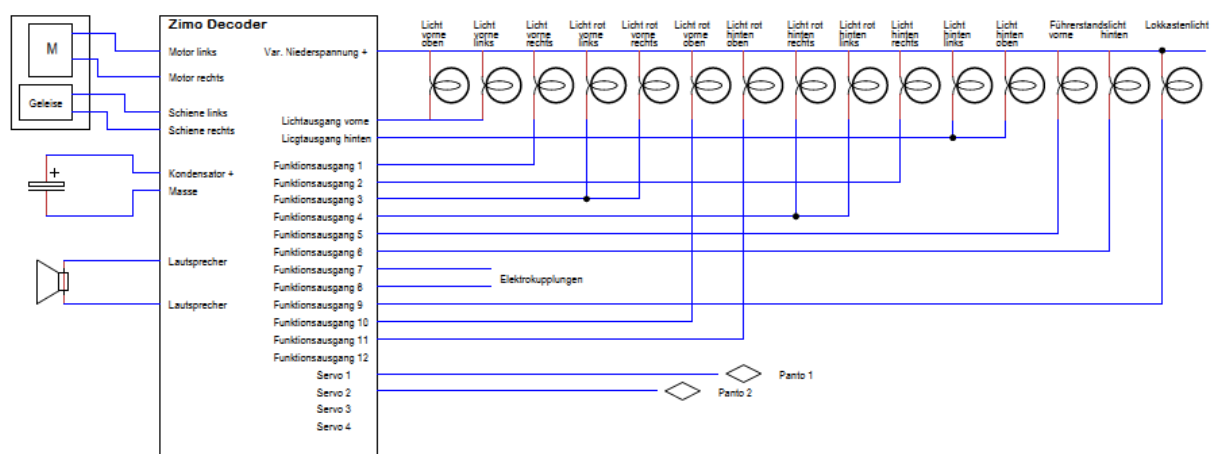 Zimo Decoder
M
Geleise
Motor links
Motor rechts
Schiene links
Schiene rechts
Kondensator +
Masse
Lautsprecher
Lautsprecher
+
Var. Niederspannung +
Lichtausgang vorne
Licgtausgang hinten
Funktionsausgang 1
Funktionsausgang 2
Funktionsausgang 3
Funktionsausgang 4
Funktionsausgang 5
Funktionsausgang 6
Funktionsausgang 7
Funktionsausgang 8
Funktionsausgang 9
Funktionsausgang 10
Funktionsausgang 11
Funktionsausgang 12
Servo 1
Servo 2
Servo 3
Servo 4
Licht
vorne
oben
Licht
vorne
links
Licht
vorne
rechts
Licht rot
vorne
links
Licht rot
vorne
rechts
Licht rot
vorne
oben
Licht rot
hinten
oben
Licht rot
hinten
rechts
Licht rot
hinten
links
Licht
hinten
rechts
Licht
hinten
links
Licht
hinten
oben
Führerstandslicht
vorne hinten
Lokkastenlicht
Elektrokupplungen
Panto 1
Panto 2